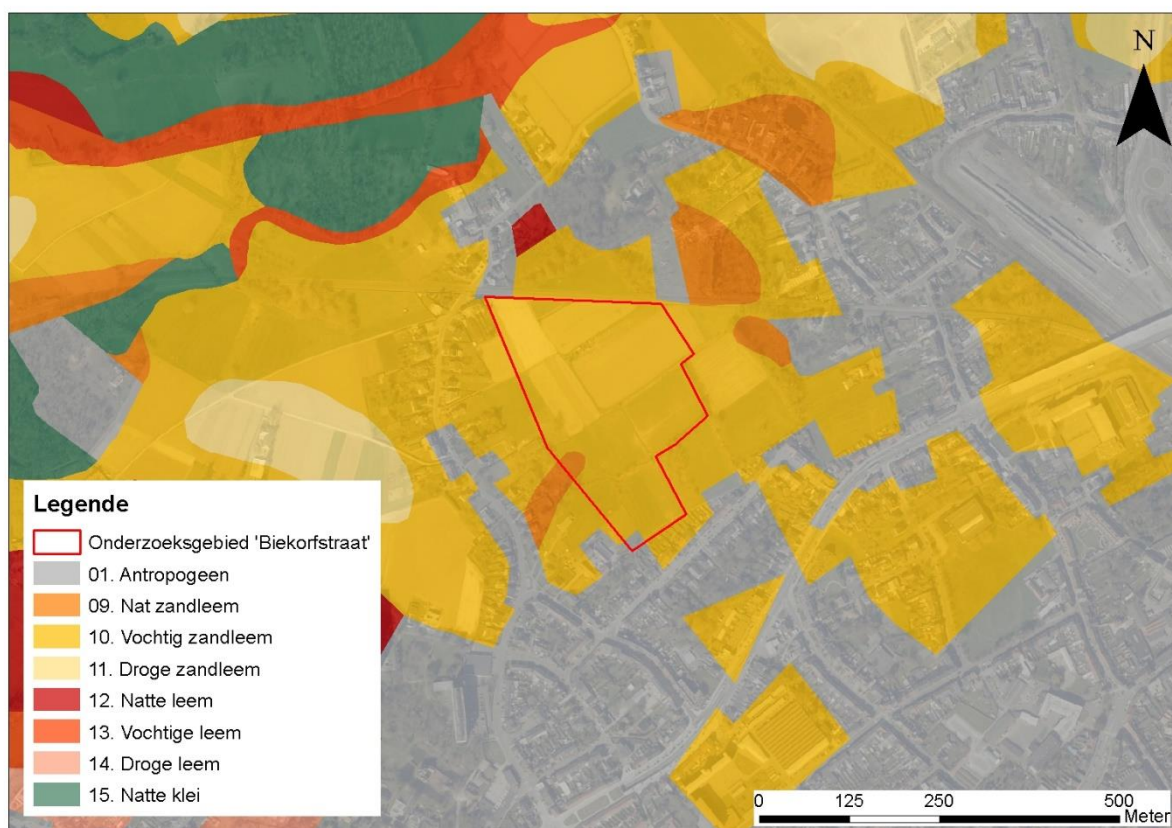 N
Legende
Onderzoeksgebied 'Biekorfstraat'
01. Antropogeen
09. Nat zandleem
10. Vochtig zandleem
11. Droge zandleem
12. Natte leem
13. Vochtige leem
14. Droge leem
15. Natte klei
0 125 250 500
Meter